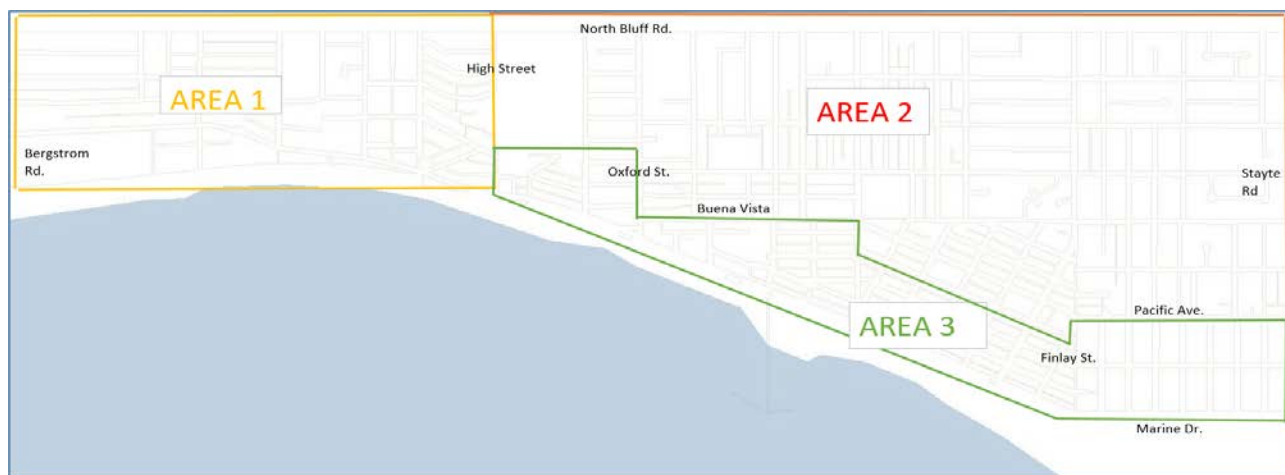 North Bluff Rd.
High Street
AREA 1
AREA 2
Bergstrom
Rd.
Oxford St.
Stayte
Rd
Buena Vista
Pacific Ave.
AREA 3
Finlay St.
Marine Dr.